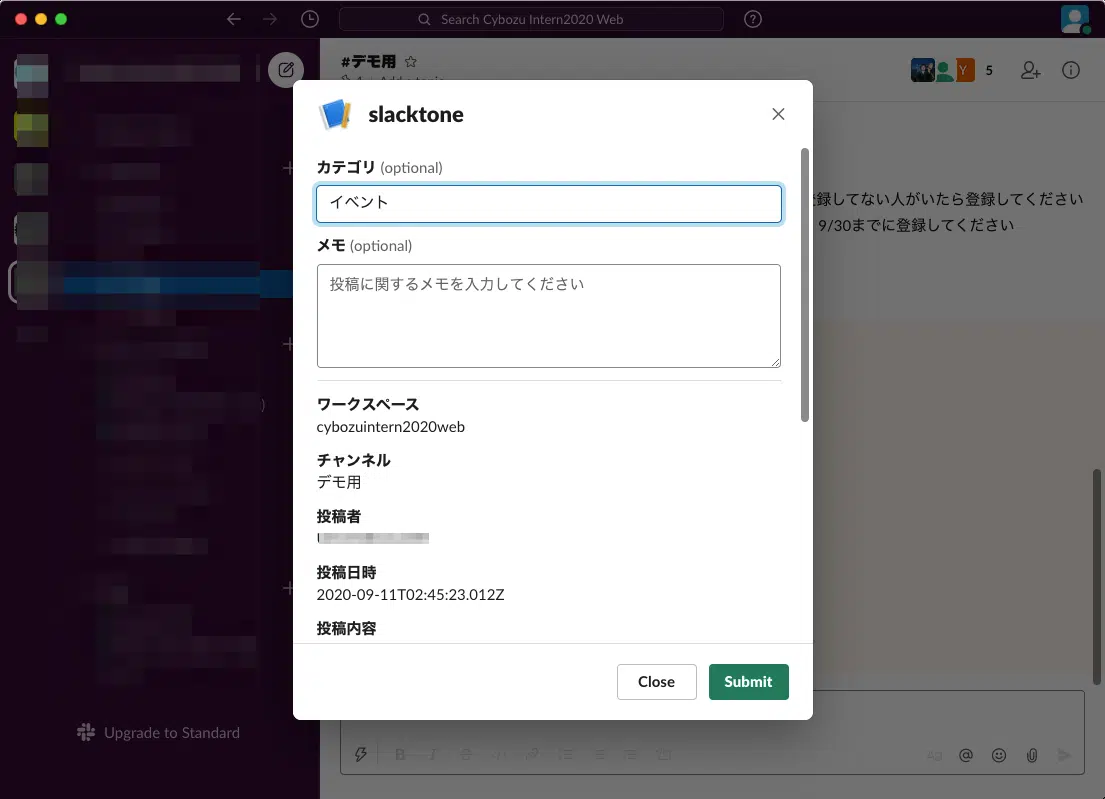 Search Cybozu Intern2020 Web
#デモ用
Y 5
slacktone
カテゴリ (optional)
イベント
メモ (optional)
投稿に関するメモを入力してください
登録してない人がいたら登録してください
9/30までに登録してください
ワークスペース
cybozuintern2020web
チャンネル
デモ用
投稿者
投稿日時
2020-09-11T02:45:23.012Z
投稿内容
Close
Submit
Upgrade to Standard